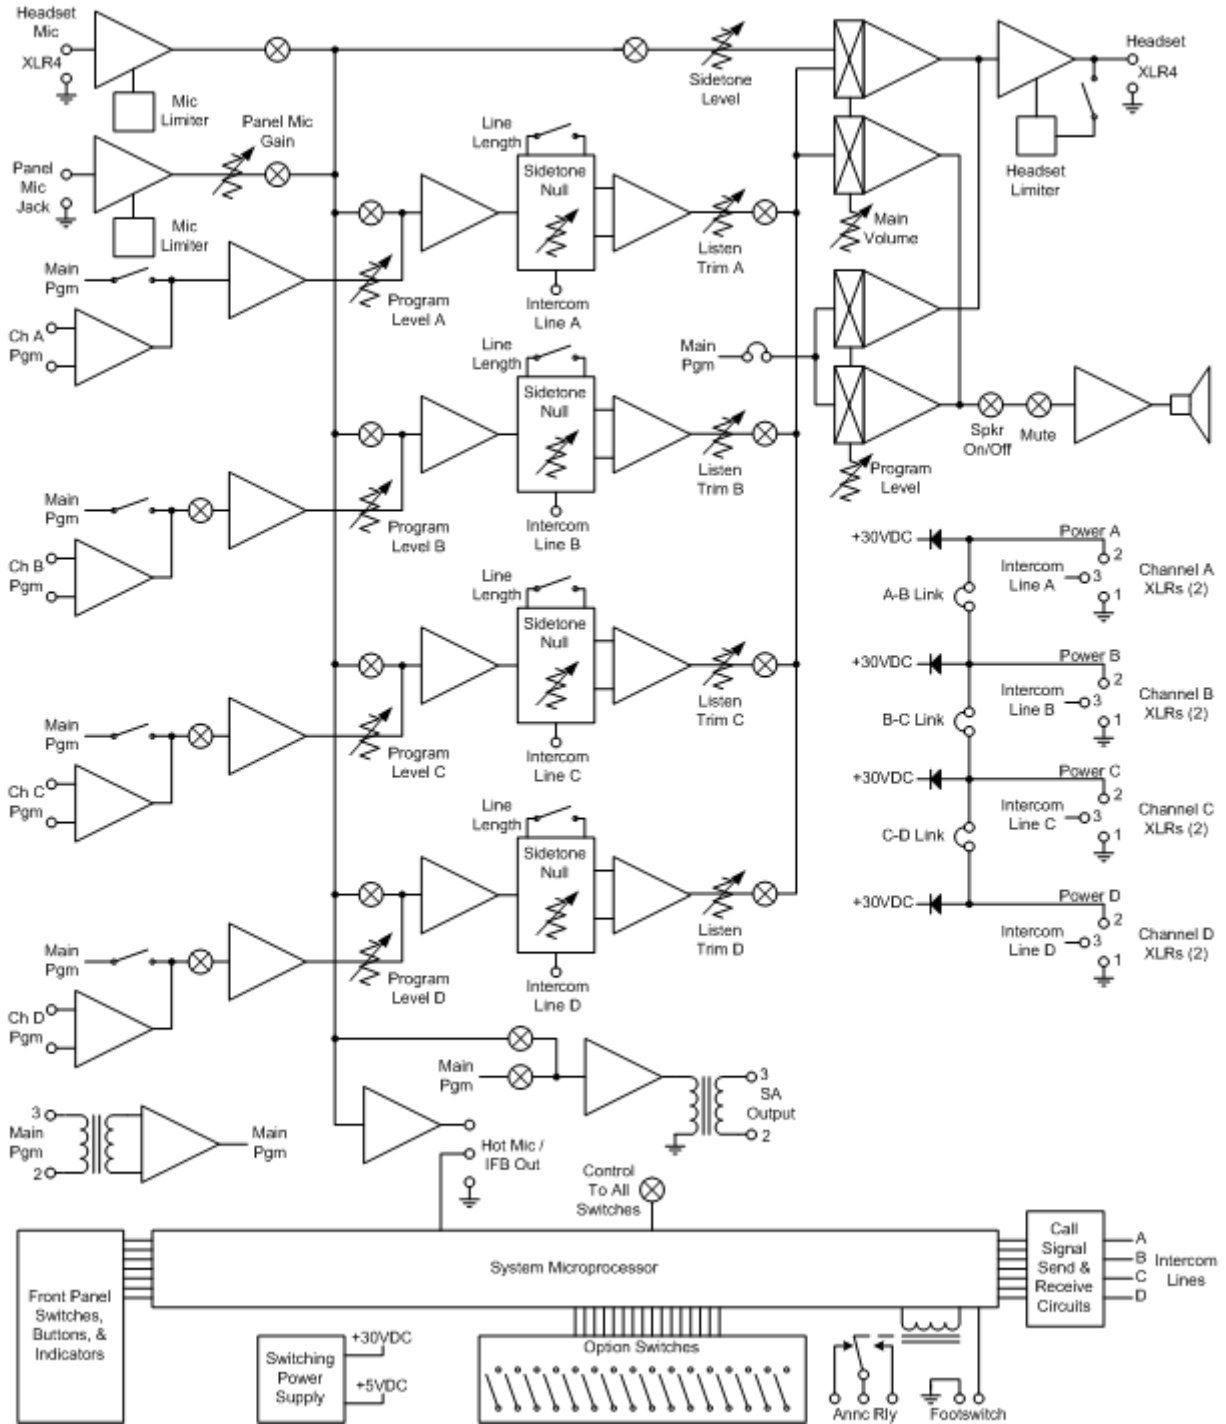 Headset
Mic
XLR4
Mic
Limiter
Panel Mic
Gain
Panel
Mic
Jack
Mic
Limiter
Sidetone
Level
Headset
XLR4
Headset
Limiter
Main
Volume
Line
Length
Sidetone
Null
Listen
Trim A
Intercom
Line A
Main
Pgm
Ch A
Pgm
Program
Level A
Line
Length
Sidetone
Null
Listen
Trim B
Intercom
Line B
Main
Pgm
Ch B
Pgm
Program
Level B
Main
Pgm
Spkr
On/Off
Mute
Program
Level
Line
Length
Sidetone
Null
Listen
Trim C
Intercom
Line C
Main
Pgm
Ch C
Pgm
Program
Level C
Line
Length
Sidetone
Null
Listen
Trim D
Intercom
Line D
Main
Pgm
Ch D
Pgm
Program
Level D
+30VDC
Power A
2
Intercom
Line A
3
1
Channel A
XLRs (2)
A-B Link
+30VDC
Power B
2
Intercom
Line B
3
1
Channel B
XLRs (2)
B-C Link
+30VDC
Power C
2
Intercom
Line C
3
1
Channel C
XLRs (2)
C-D Link
+30VDC
Power D
2
Intercom
Line D
3
1
Channel D
XLRs (2)
Main
Pgm
3
SA
Output
2
3
Main
Pgm
2
Main
Pgm
Hot Mic /
IFB Out
Control
To All
Switches
System Microprocessor
Front Panel
Switches,
Buttons, &
Indicators
Call
Signal
Send &
Receive
Circuits
A
B
C
D
Intercom
Lines
Switching
Power
Supply
+30VDC
+5VDC
Option Switches
Annc Rly
Footswitch